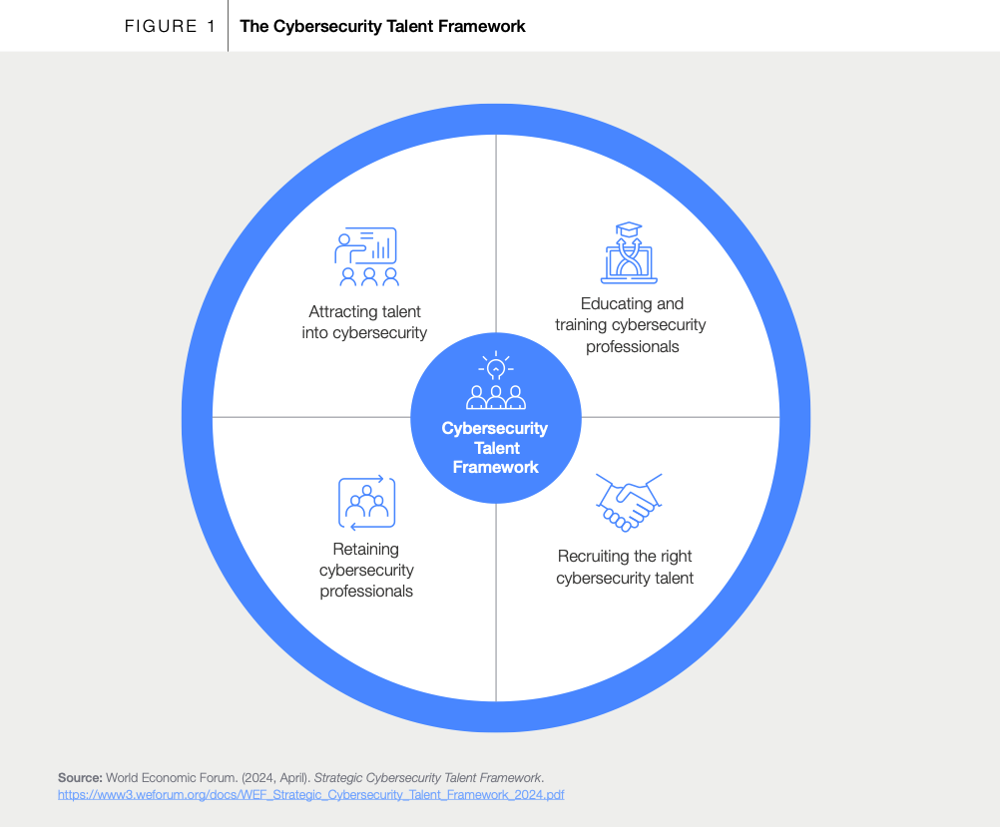 FIGURE 1
The Cybersecurity Talent Framework
Attracting talent
into cybersecurity
Educating and
training cybersecurity
professionals
Cybersecurity
Talent
Framework
Retaining
cybersecurity
professionals
Recruiting the right
cybersecurity talent
Source: World Economic Forum. (2024, April). Strategic Cybersecurity Talent Framework.
https://www3.weforum.org/docs/WEF_Strategic_Cybersecurity_Talent_Framework_2024.pdf